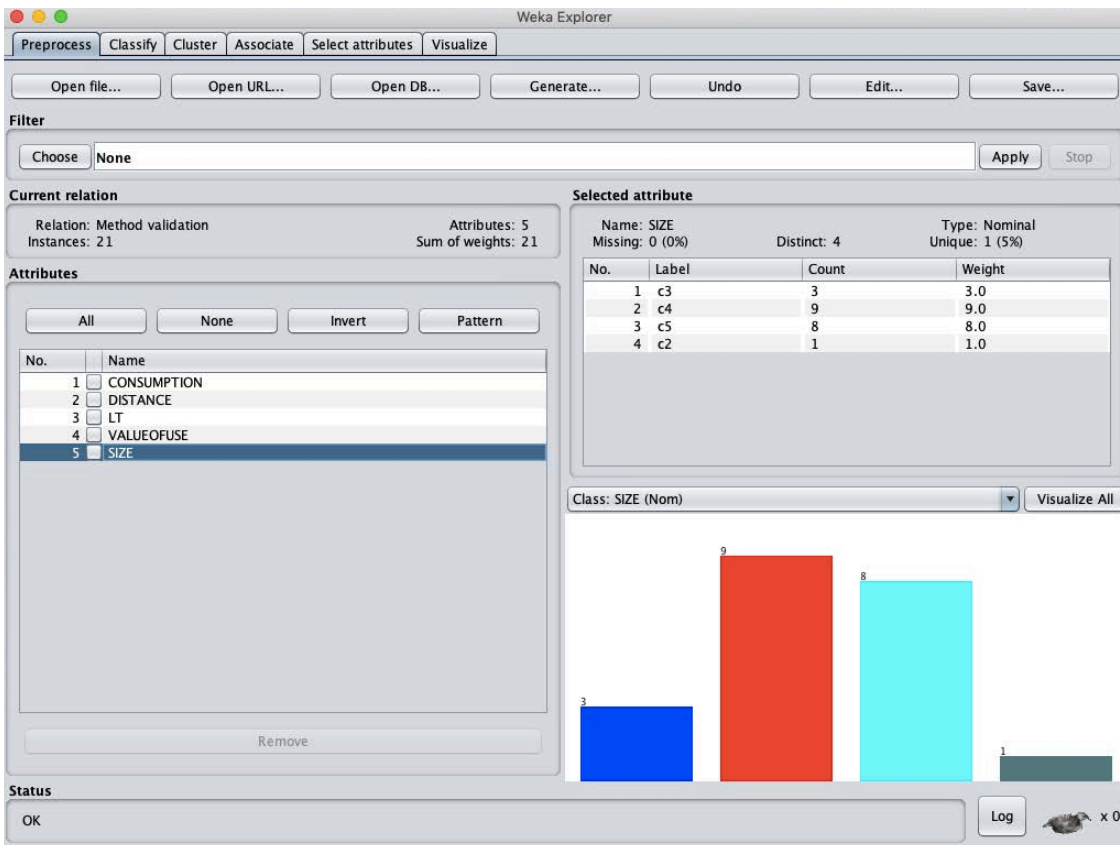 Weka Explorer
Preprocess Classify Cluster Associate Select attributes Visualize
Open file... Open URL... Open DB... Generate... Undo Edit... Save...
Filter
Choose None Apply Stop
Current relation
Relation: Method validation Attributes: 5
Instances: 21 Sum of weights: 21
Attributes
All None Invert Pattern
No. Name
1 CONSUMPTION
2 DISTANCE
3 LT
4 VALUEOFUSE
5 SIZE
Remove
Selected attribute
Name: SIZE Type: Nominal
Missing: 0 (0%) Distinct: 4 Unique: 1 (5%)
No. Label Count Weight
1 c3 3 3.0
2 c4 9 9.0
3 c5 8 8.0
4 c2 1 1.0
Class: SIZE (Nom) Visualize All
3
9
8
1
Status
OK Log x 0